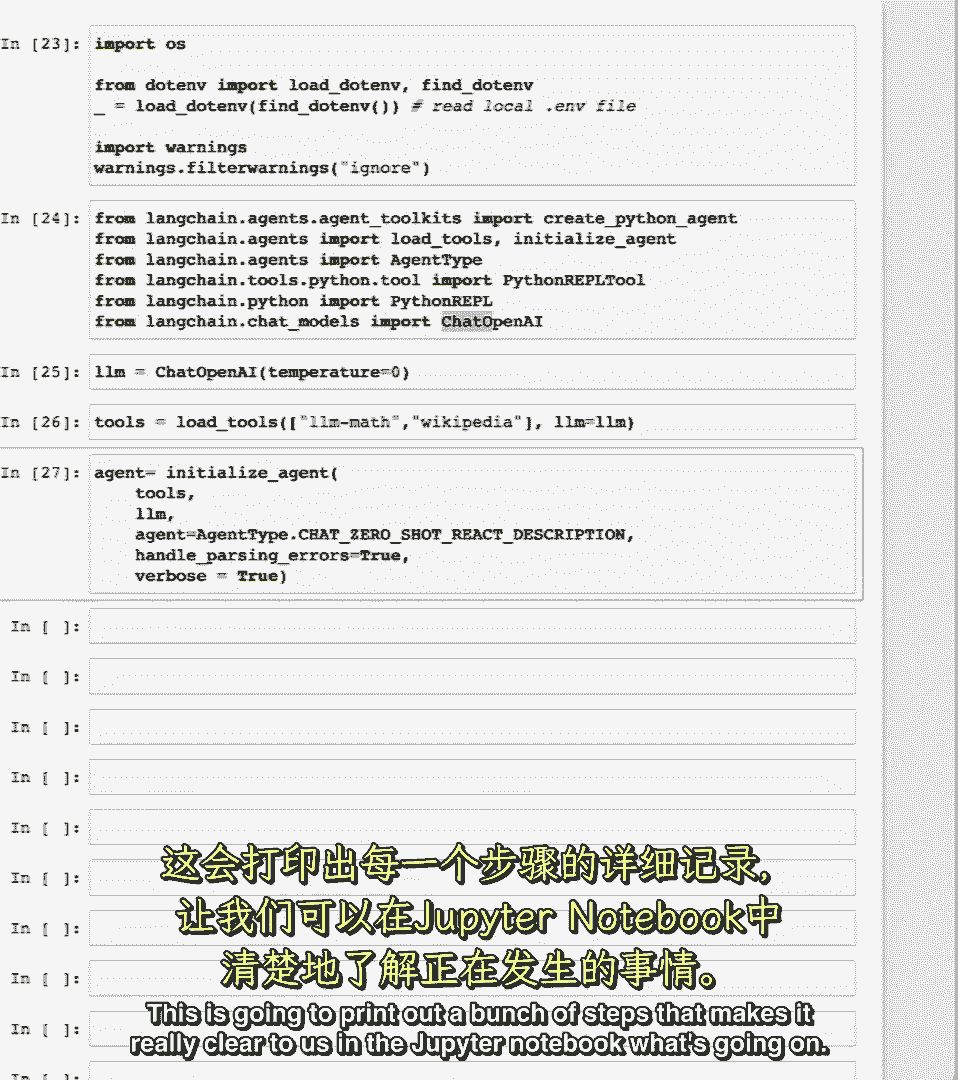 In [23]: import os
from dotenv import load_dotenv, find_dotenv
_ = load_dotenv(find_dotenv()) # read local .env file
import warnings
warnings.filterwarnings("ignore")
In [24]: from langchain.agents.agent_toolkits import create_python_agent
from langchain.agents import load_tools, initialize_agent
from langchain.agents import AgentType
from langchain.tools.python.tool import PythonREPLTool
from langchain.python import PythonREPL
from langchain.chat_models import ChatOpenAI
In [25]: llm = ChatOpenAI(temperature=0)
In [26]: tools = load_tools(["llm-math","wikipedia"], llm=llm)
In [27]: agent= initialize_agent(
tools,
llm,
agent=AgentType.CHAT_ZERO_SHOT_REACT_DESCRIPTION,
handle_parsing_errors=True,
verbose = True)
In [ ]:
In [ ]:
In [ ]:
In [ ]:
In [ ]:
In [ ]:
In [ ]:
In [ ]:
In [ ]:
In [ ]:
这会打印出每一个步骤的详细记录,
让我们可以在Jupyter Notebook中
清楚地了解正在发生的事情。
This is going to print out a bunch of steps that makes it
really clear to us in the Jupyter notebook what's going on.